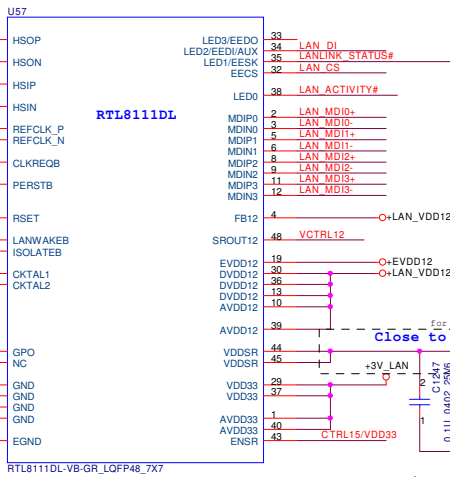 U57
HSOP
HSON
HSIP
HSIN
REFCLK_P
REFCLK_N
CLKREQB
PERSTB
RSET
LANWAKEB
ISOLATEB
CKTAL1
CKTAL2
GPO
NC
GND
GND
GND
GND
EGND
RTL8111DL
LED3/EEDO 33
LED2/EEDI/AUX 34 LAN_DI
LED1/EESK 35 LANLINK_STATUS#
EECS 32 LAN_CS
LED0 38 LAN_ACTIVITY#
MDIP0 2 LAN_MDI0+
MDIN0 3 LAN_MDI0-
MDIP1 5 LAN_MDI1+
MDIN1 6 LAN_MDI1-
MDIP2 8 LAN_MDI2+
MDIN2 9 LAN_MDI2-
MDIP3 11 LAN_MDI3+
MDIN3 12 LAN_MDI3-
FB12 4 +LAN_VDD12
SROUT12 48 VCTRL12
EVDD12 19 +EVDD12
DVDD12 30 +LAN_VDD12
DVDD12 36
DVDD12 13
AVDD12 10
AVDD12 39
for
Close to
VDDSR 44
VDDSR 45
+3V_LAN
VDD33 29
VDD33 37
AVDD33 1
AVDD33 40
ENSR 43 CTRL15/VDD33
2
1
C1247
RTL8111DL-VB-GR_LQFP48_7X7